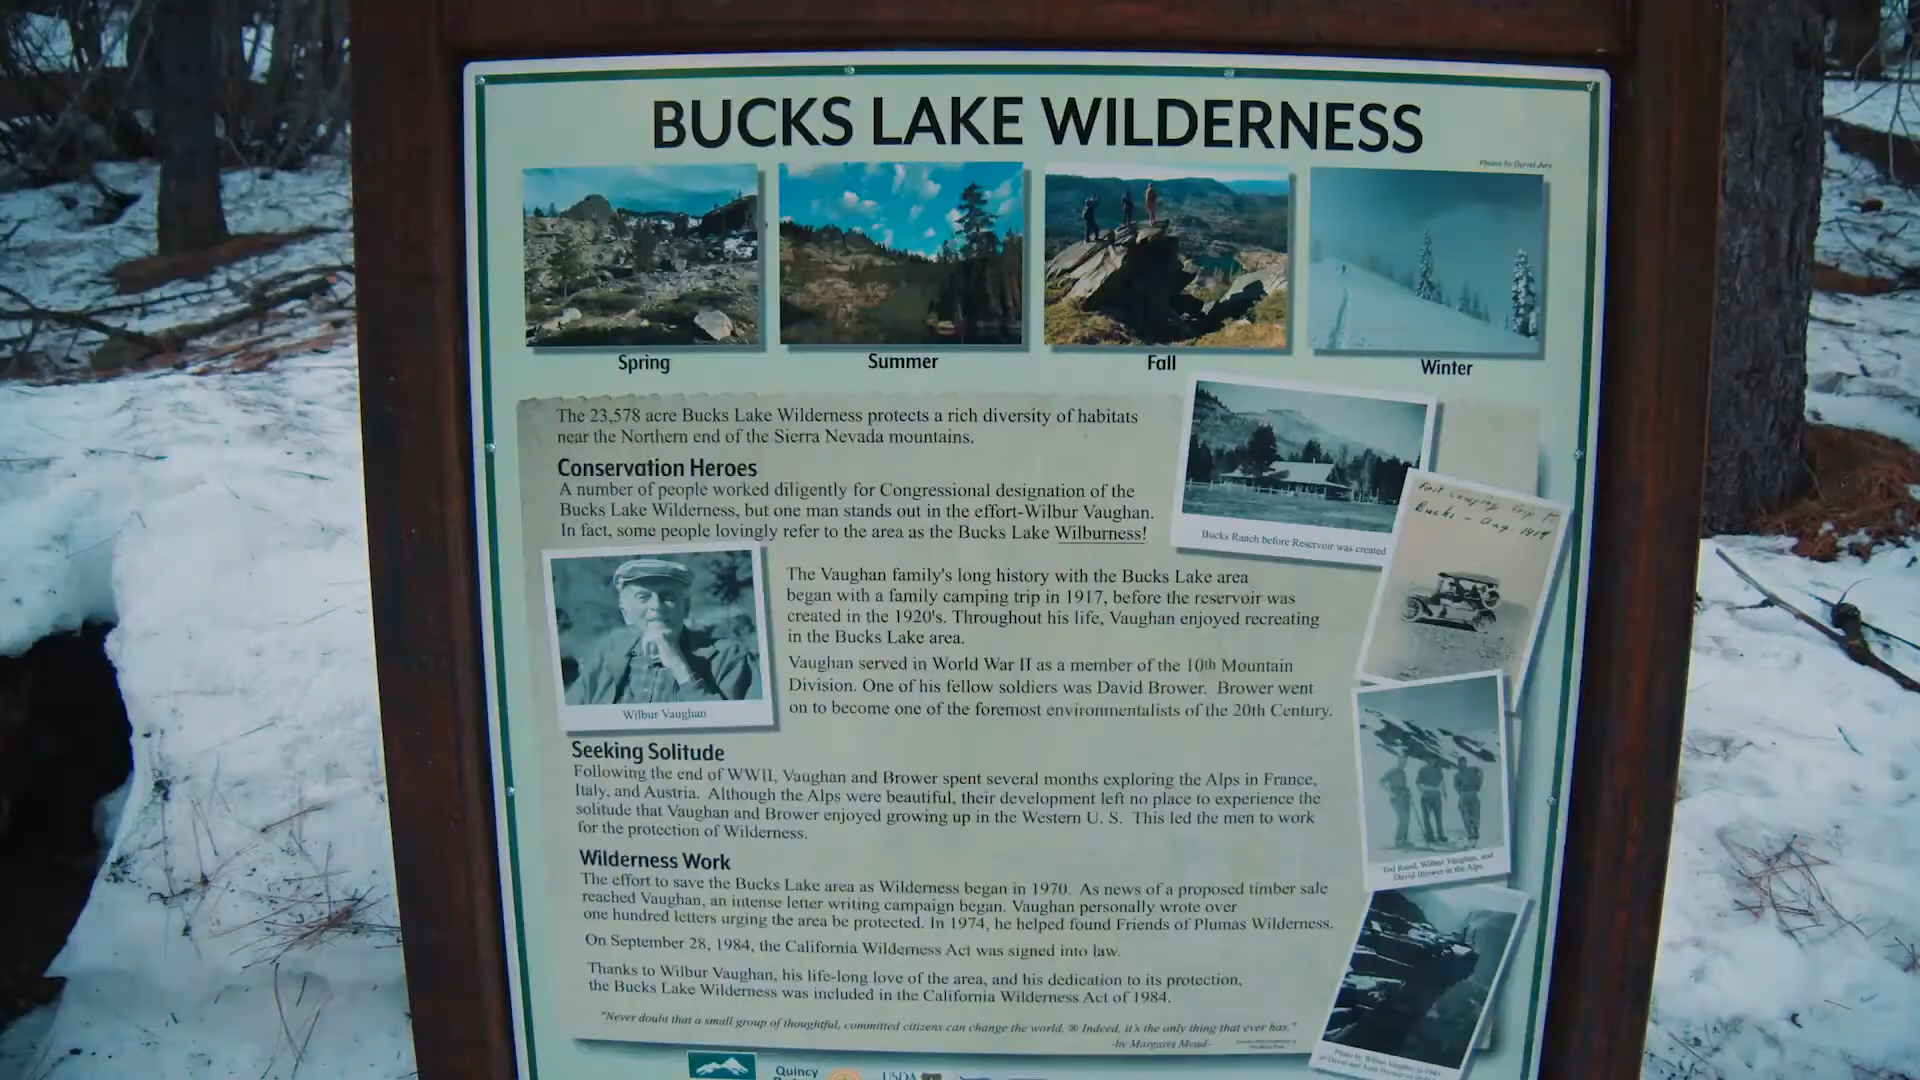 BUCKS LAKE WILDERNESS
Photos by Darrel Jury
Spring
Summer
Fall
Winter
The 23,578 acre Bucks Lake Wilderness protects a rich diversity of habitats
near the Northern end of the Sierra Nevada mountains.
Conservation Heroes
A number of people worked diligently for Congressional designation of the
Bucks Lake Wilderness, but one man stands out in the effort-Wilbur Vaughan.
In fact, some people lovingly refer to the area as the Bucks Lake Wilburness!
Bucks Ranch before Reservoir was created
First Camping Trip To
Bucks - Aug. 1917
The Vaughan family's long history with the Bucks Lake area
began with a family camping trip in 1917, before the reservoir was
created in the 1920's. Throughout his life, Vaughan enjoyed recreating
in the Bucks Lake area.
Vaughan served in World War II as a member of the 10th Mountain
Division. One of his fellow soldiers was David Brower. Brower went
on to become one of the foremost environmentalists of the 20th Century.
Wilbur Vaughan
Seeking Solitude
Following the end of WWII, Vaughan and Brower spent several months exploring the Alps in France,
Italy, and Austria. Although the Alps were beautiful, their development left no place to experience the
solitude that Vaughan and Brower enjoyed growing up in the Western U. S. This led the men to work
for the protection of Wilderness.
Ted Rand, Wilbur Vaughan, and
David Brower in the Alps
Wilderness Work
The effort to save the Bucks Lake area as Wilderness began in 1970. As news of a proposed timber sale
reached Vaughan, an intense letter writing campaign began. Vaughan personally wrote over
one hundred letters urging the area be protected. In 1974, he helped found Friends of Plumas Wilderness.
On September 28, 1984, the California Wilderness Act was signed into law.
Thanks to Wilbur Vaughan, his life-long love of the area, and his dedication to its protection,
the Bucks Lake Wilderness was included in the California Wilderness Act of 1984.
"Never doubt that a small group of thoughtful, committed citizens can change the world. ® Indeed, it's the only thing that ever has."
-by Margaret Mead-
Photo by Wilbur Vaughan
Quincy
USDA